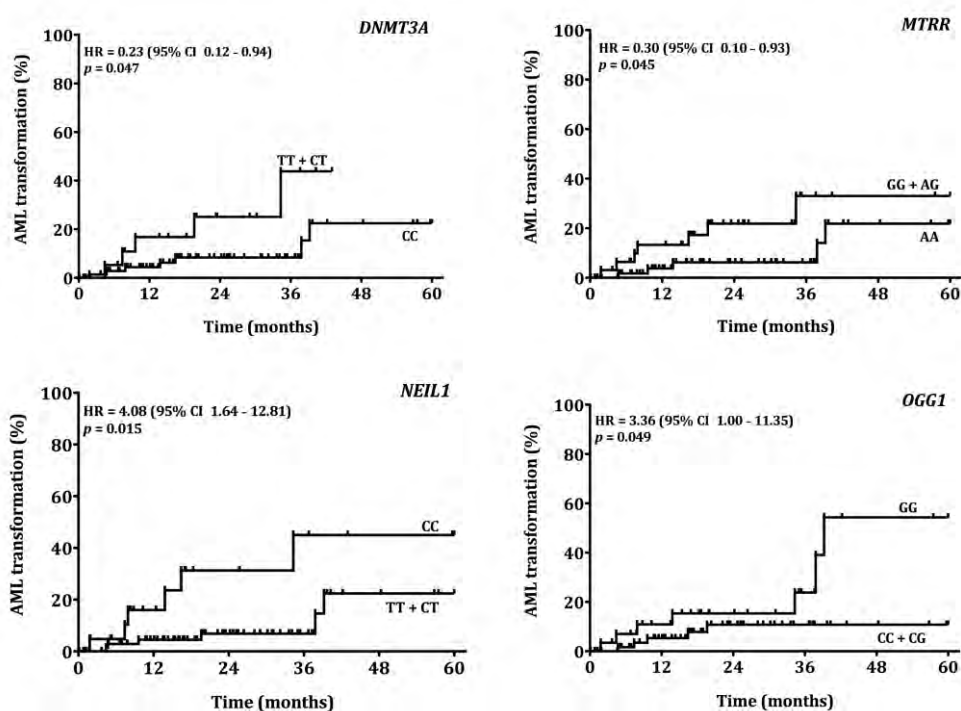 DNMT3A
HR = 0.23 (95% CI 0.12 - 0.94)
p = 0.047
AML transformation (%)
100
80
60
40
20
0
TT + CT
CC
0 12 24 36 48 60
Time (months)
MTRR
HR = 0.30 (95% CI 0.10 - 0.93)
p = 0.045
AML transformation (%)
100
80
60
40
20
0
GG + AG
AA
0 12 24 36 48 60
Time (months)
NEIL1
HR = 4.08 (95% CI 1.64 - 12.81)
p = 0.015
AML transformation (%)
100
80
60
40
20
0
CC
TT + CT
0 12 24 36 48 60
Time (months)
OGG1
HR = 3.36 (95% CI 1.00 - 11.35)
p = 0.049
AML transformation (%)
100
80
60
40
20
0
GG
CC + CG
0 12 24 36 48 60
Time (months)